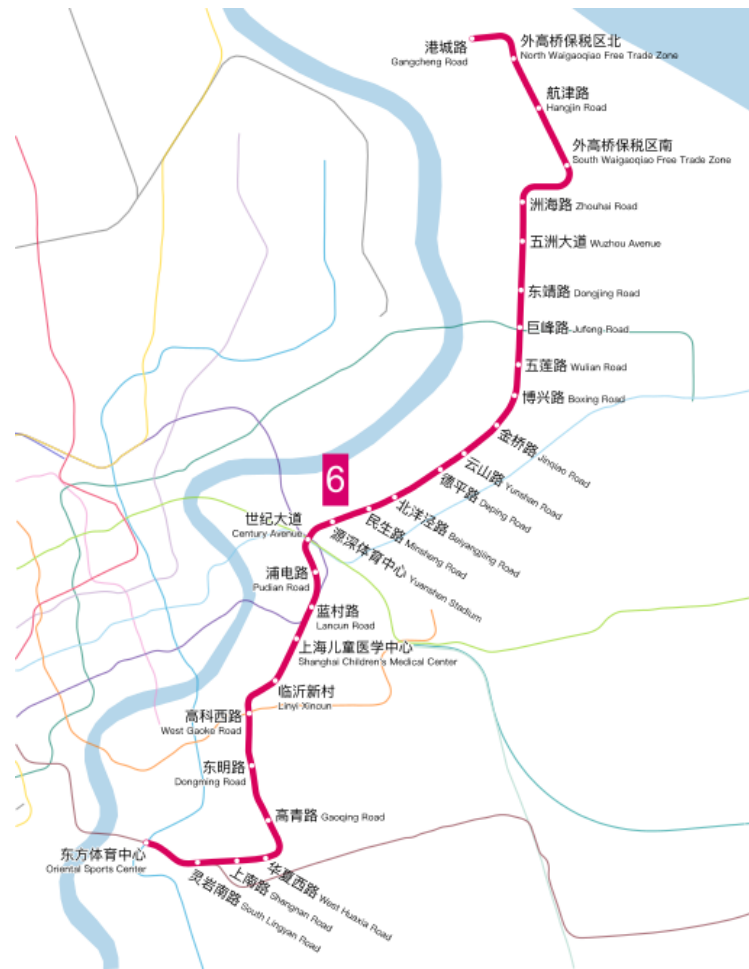 港城路
Gangcheng Road
外高桥保税区北
North Waigaoqiao Free Trade Zone
航津路
Hangjin Road
外高桥保税区南
South Waigaoqiao Free Trade Zone
洲海路 Zhouhai Road
五洲大道 Wuzhou Avenue
东靖路 Dongjing Road
巨峰路 Jufeng Road
五莲路 Wulian Road
博兴路 Boxing Road
金桥路 Jinqiao Road
云山路 Yunshan Road
德平路 Deping Road
北洋泾路 Beiyangjing Road
民生路 Minsheng Road
源深体育中心 Yuanshen Stadium
6
世纪大道
Century Avenue
浦电路
Pudian Road
蓝村路
Lancun Road
上海儿童医学中心
Shanghai Children's Medical Center
临沂新村
Linyi Xincun
高科西路
West Gaoke Road
东明路
Dongming Road
高青路 Gaoqing Road
华夏西路 West Huaxia Road
上南路 Shangnan Road
灵岩南路 South Lingyan Road
东方体育中心
Oriental Sports Center